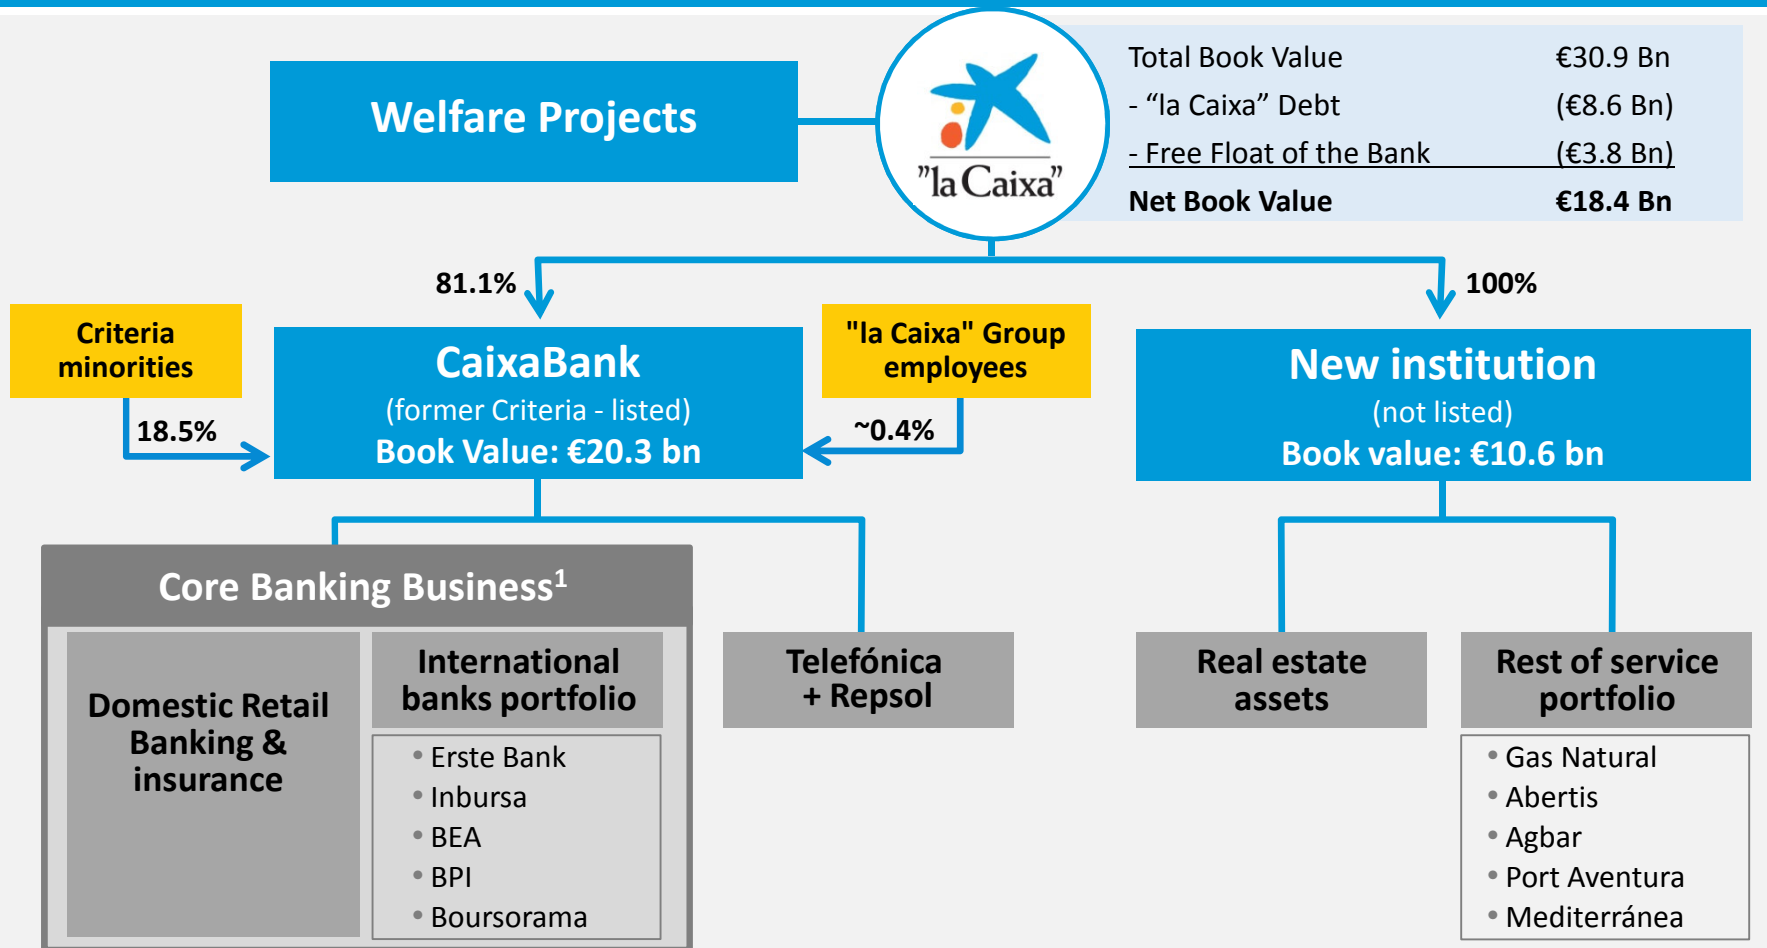 Welfare Projects
"la Caixa"
Total Book Value €30.9 Bn
- “la Caixa” Debt (€8.6 Bn)
- Free Float of the Bank (€3.8 Bn)
Net Book Value €18.4 Bn
81.1%
100%
Criteria
minorities
18.5%
CaixaBank
(former Criteria - listed)
Book Value: €20.3 bn
"la Caixa" Group
employees
~0.4%
New institution
(not listed)
Book value: €10.6 bn
Core Banking Business1
Domestic Retail
Banking &
insurance
International
banks portfolio
• Erste Bank
• Inbursa
• BEA
• BPI
• Boursorama
Telefónica
+ Repsol
Real estate
assets
Rest of service
portfolio
• Gas Natural
• Abertis
• Agbar
• Port Aventura
• Mediterránea